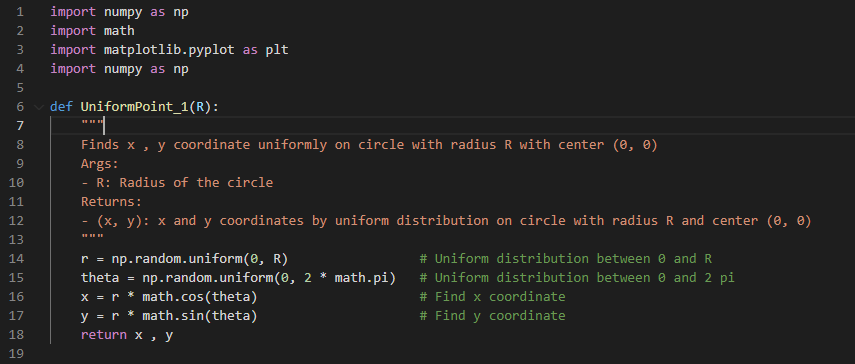 1 import numpy as np
2 import math
3 import matplotlib.pyplot as plt
4 import numpy as np
5
6 def UniformPoint_1(R):
7     """
8     Finds x , y coordinate uniformly on circle with radius R with center (0, 0)
9     Args:
10     - R: Radius of the circle
11     Returns:
12     - (x, y): x and y coordinates by uniform distribution on circle with radius R and center (0, 0)
13     """
14     r = np.random.uniform(0, R)                 # Uniform distribution between 0 and R
15     theta = np.random.uniform(0, 2 * math.pi)   # Uniform distribution between 0 and 2 pi
16     x = r * math.cos(theta)                     # Find x coordinate
17     y = r * math.sin(theta)                     # Find y coordinate
18     return x , y
19